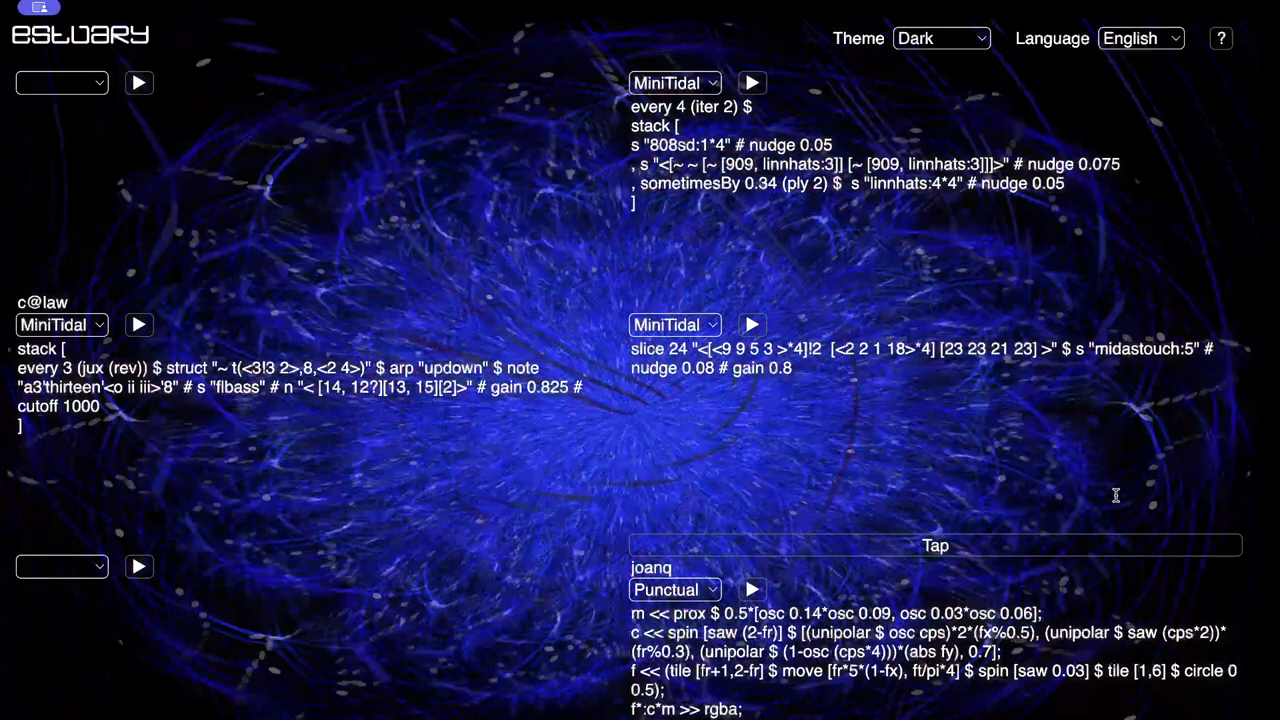 estuary
Theme Dark Language English ?
MiniTidal
every 4 (iter 2) $
stack [
s "808sd:1*4" # nudge 0.05
, s "<[~ ~ [~ [909, linnhats:3]] [~ [909, linnhats:3]]]>" # nudge 0.075
, sometimesBy 0.34 (ply 2) $  s "linnhats:4*4" # nudge 0.05
]
c@law
MiniTidal
stack [
every 3 (jux (rev)) $ struct "~ t(<3!3 2>,8,<2 4>)" $ arp "updown" $ note
"a3'thirteen'<o ii iii>'8" # s "flbass" # n "< [14, 12?][13, 15][2]>" # gain 0.825 #
cutoff 1000
]
MiniTidal
slice 24 "<[<9 9 5 3 >*4]!2  [<2 2 1 18>*4] [23 23 21 23] >" $ s "midastouch:5" #
nudge 0.08 # gain 0.8
Tap
joanq
Punctual
m << prox $ 0.5*[osc 0.14*osc 0.09, osc 0.03*osc 0.06];
c << spin [saw (2-fr)] $ [(unipolar $ osc cps)*2*(fx%0.5), (unipolar $ saw (cps*2))*
(fr%0.3), (unipolar $ (1-osc (cps*4)))*(abs fy), 0.7];
f << (tile [fr+1,2-fr] $ move [fr*5*(1-fx), ft/pi*4] $ spin [saw 0.03] $ tile [1,6] $ circle 0
0.5);
f*:c*m >> rgba;